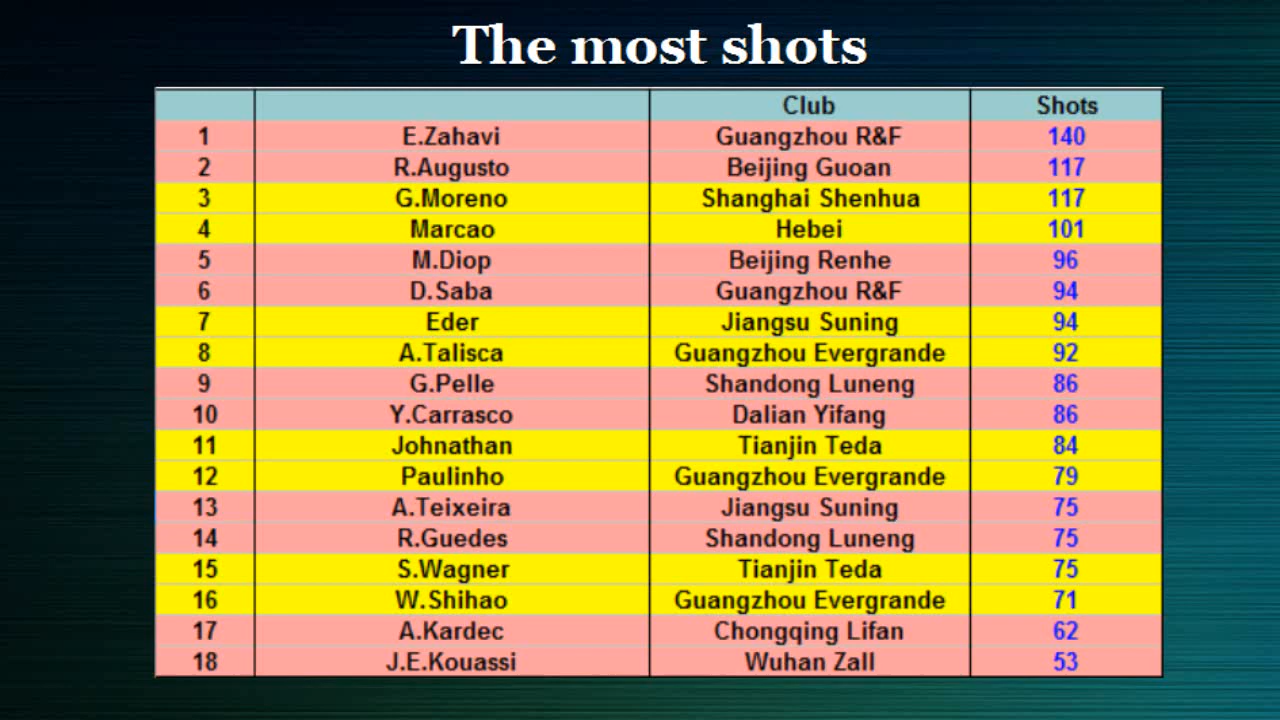 The most shots
Club Shots
1 E.Zahavi Guangzhou R&F 140
2 R.Augusto Beijing Guoan 117
3 G.Moreno Shanghai Shenhua 117
4 Marcao Hebei 101
5 M.Diop Beijing Renhe 96
6 D.Saba Guangzhou R&F 94
7 Eder Jiangsu Suning 94
8 A.Talisca Guangzhou Evergrande 92
9 G.Pelle Shandong Luneng 86
10 Y.Carrasco Dalian Yifang 86
11 Johnathan Tianjin Teda 84
12 Paulinho Guangzhou Evergrande 79
13 A.Teixeira Jiangsu Suning 75
14 R.Guedes Shandong Luneng 75
15 S.Wagner Tianjin Teda 75
16 W.Shihao Guangzhou Evergrande 71
17 A.Kardec Chongqing Lifan 62
18 J.E.Kouassi Wuhan Zall 53